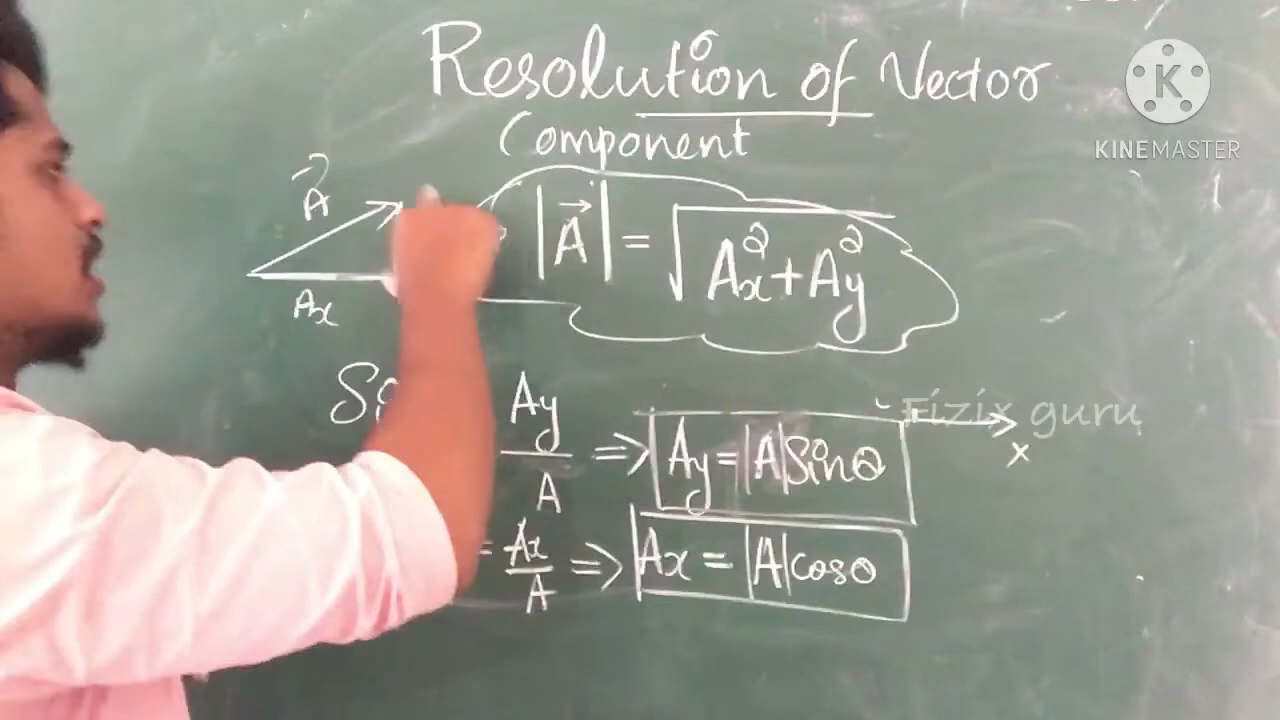 Resolution of Vector
Component
KINEMASTER
A
|A| = √Ax² + Ay²
Ax
Ay
A
=> Ay = |A| Sinθ
Fizix guru
x
= Ax
A
=> Ax = |A| cosθ